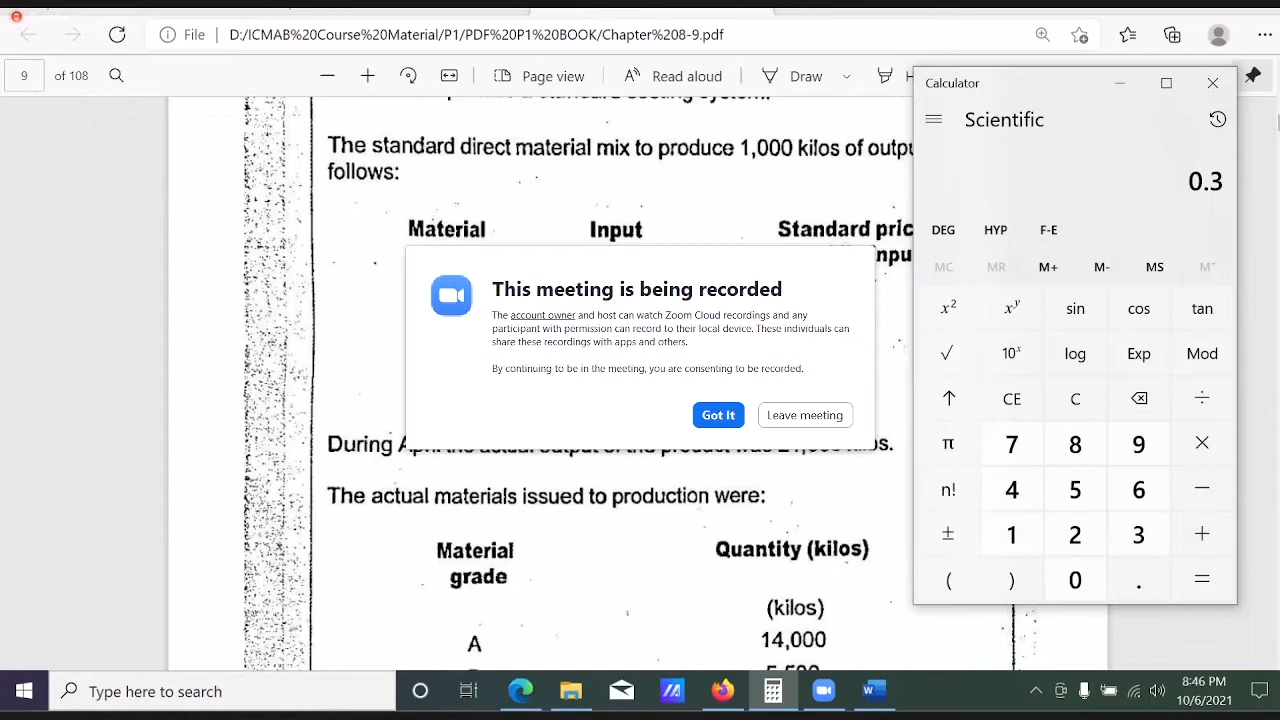 File D:/ICMAB%20Course%20Material/P1/PDF%20P1%20BOOK/Chapter%208-9.pdf
9 of 108 Page view Read aloud Draw
The standard direct material mix to produce 1,000 kilos of
follows:
Material Input Standard
This meeting is being recorded
The account owner and host can watch Zoom Cloud recordings and any
participant with permission can record to their local device. These individuals can
share these recordings with apps and others.
By continuing to be in the meeting, you are consenting to be recorded.
Got It Leave meeting
During
The actual materials issued to production were:
Material Quantity (kilos)
grade
(kilos)
A 14,000
Calculator
Scientific
0.3
DEG HYP F-E
MC MR M+ M- MS M˅
x² xʸ sin cos tan
√ 10ˣ log Exp Mod
↑ CE C ⌫ ÷
π 7 8 9 ×
n! 4 5 6 −
± 1 2 3 +
( ) 0 . =
Type here to search
8:46 PM
10/6/2021